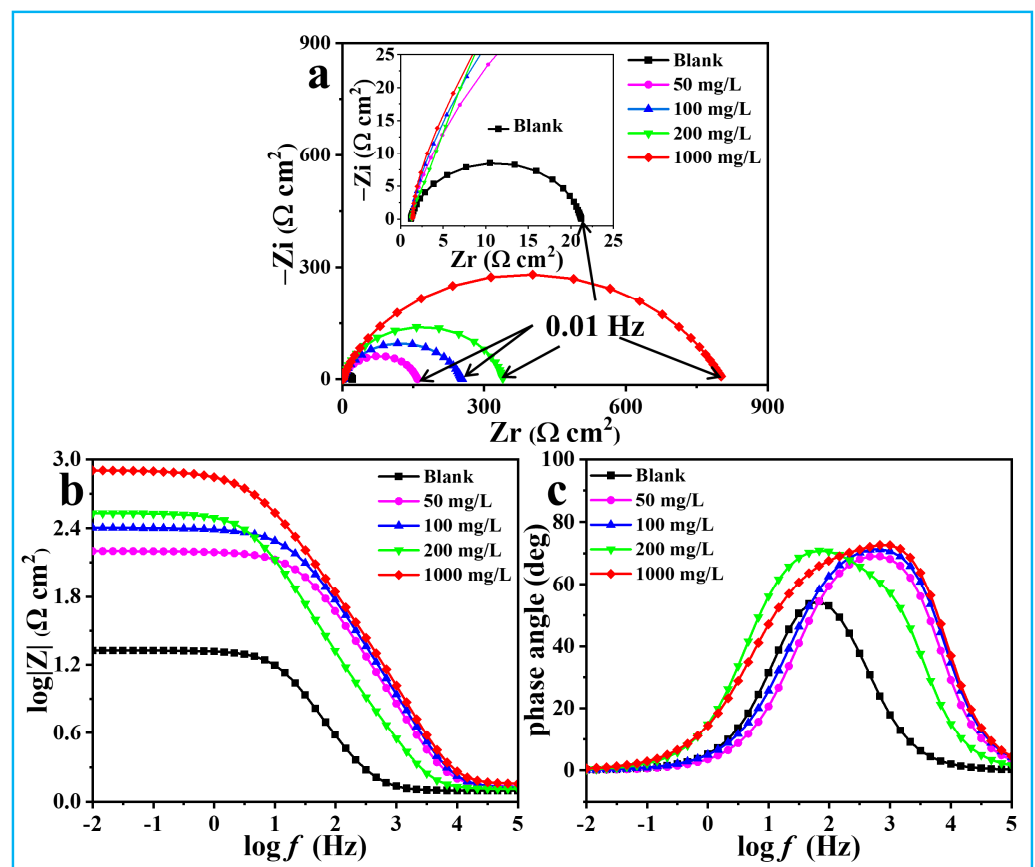 a
900
600
300
0
−Zi (Ω cm²)
0 300 600 900
Zr (Ω cm²)
Blank
50 mg/L
100 mg/L
200 mg/L
1000 mg/L
25
20
15
10
5
0
−Zi (Ω cm²)
Blank
0 5 10 15 20 25
Zr (Ω cm²)
0.01 Hz
b
3.0
2.4
1.8
1.2
0.6
0.0
log|Z| (Ω cm²)
Blank
50 mg/L
100 mg/L
200 mg/L
1000 mg/L
-2 -1 0 1 2 3 4 5
log f (Hz)
c
100
80
60
40
20
0
phase angle (deg)
Blank
50 mg/L
100 mg/L
200 mg/L
1000 mg/L
-2 -1 0 1 2 3 4 5
log f (Hz)